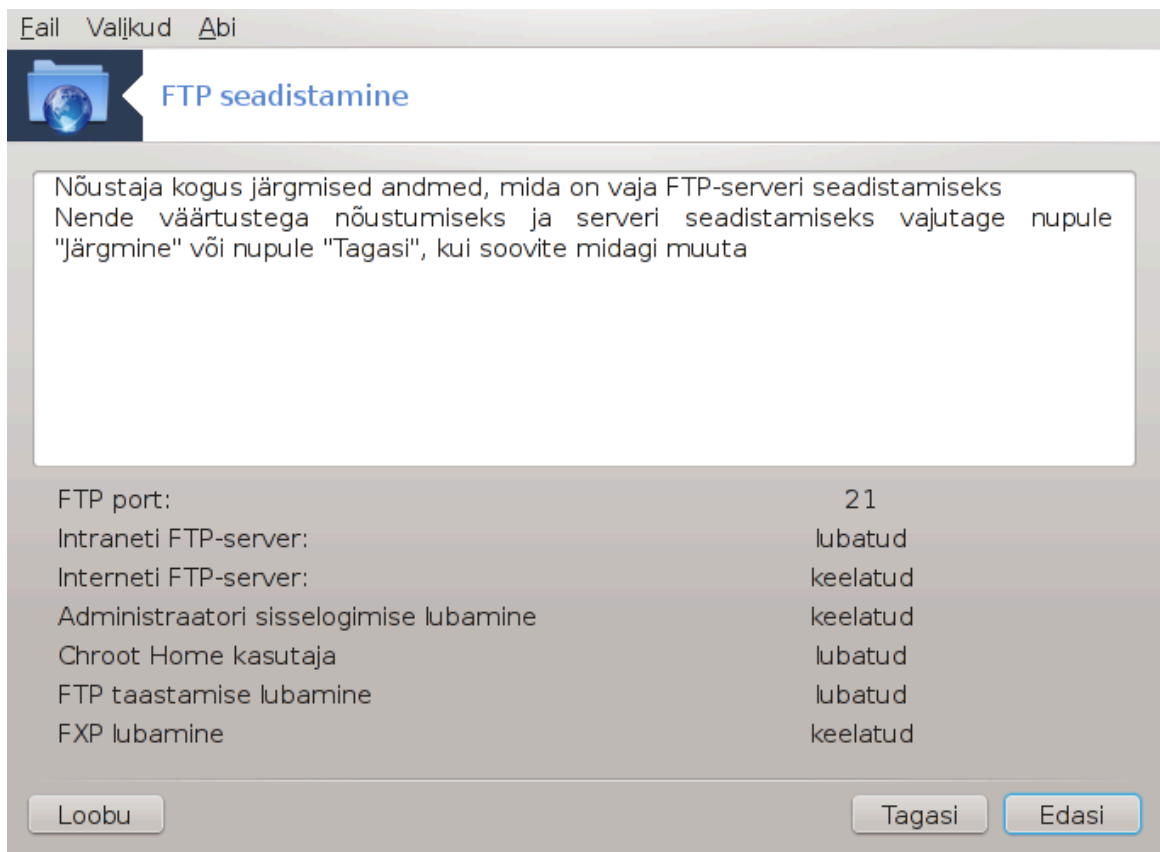 Fail Valikud Abi
FTP seadistamine
Nõustaja kogus järgmised andmed, mida on vaja FTP-serveri seadistamiseks
Nende väärtustega nõustumiseks ja serveri seadistamiseks vajutage nupule
"Järgmine" või nupule "Tagasi", kui soovite midagi muuta
FTP port: 21
Intraneti FTP-server: lubatud
Interneti FTP-server: keelatud
Administraatori sisselogimise lubamine keelatud
Chroot Home kasutaja lubatud
FTP taastamise lubamine lubatud
FXP lubamine keelatud
Loobu Tagasi Edasi